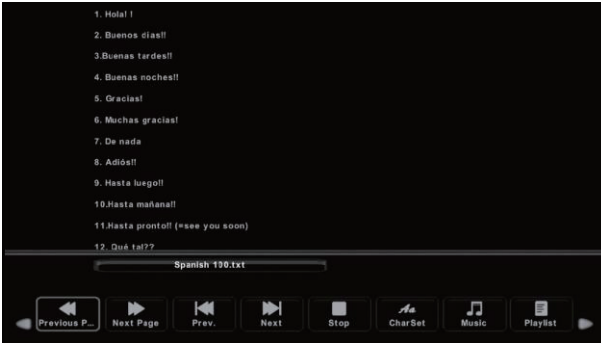 1. Hola! !
2. Buenos días!!
3.Buenas tardes!!
4. Buenas noches!!
5. Gracias!
6. Muchas gracias!
7. De nada
8. Adiós!!
9. Hasta luego!!
10.Hasta mañana!!
11.Hasta pronto!! (=see you soon)
12. Qué tal??
Spanish 100.txt
Previous P... Next Page Prev. Next Stop CharSet Music Playlist